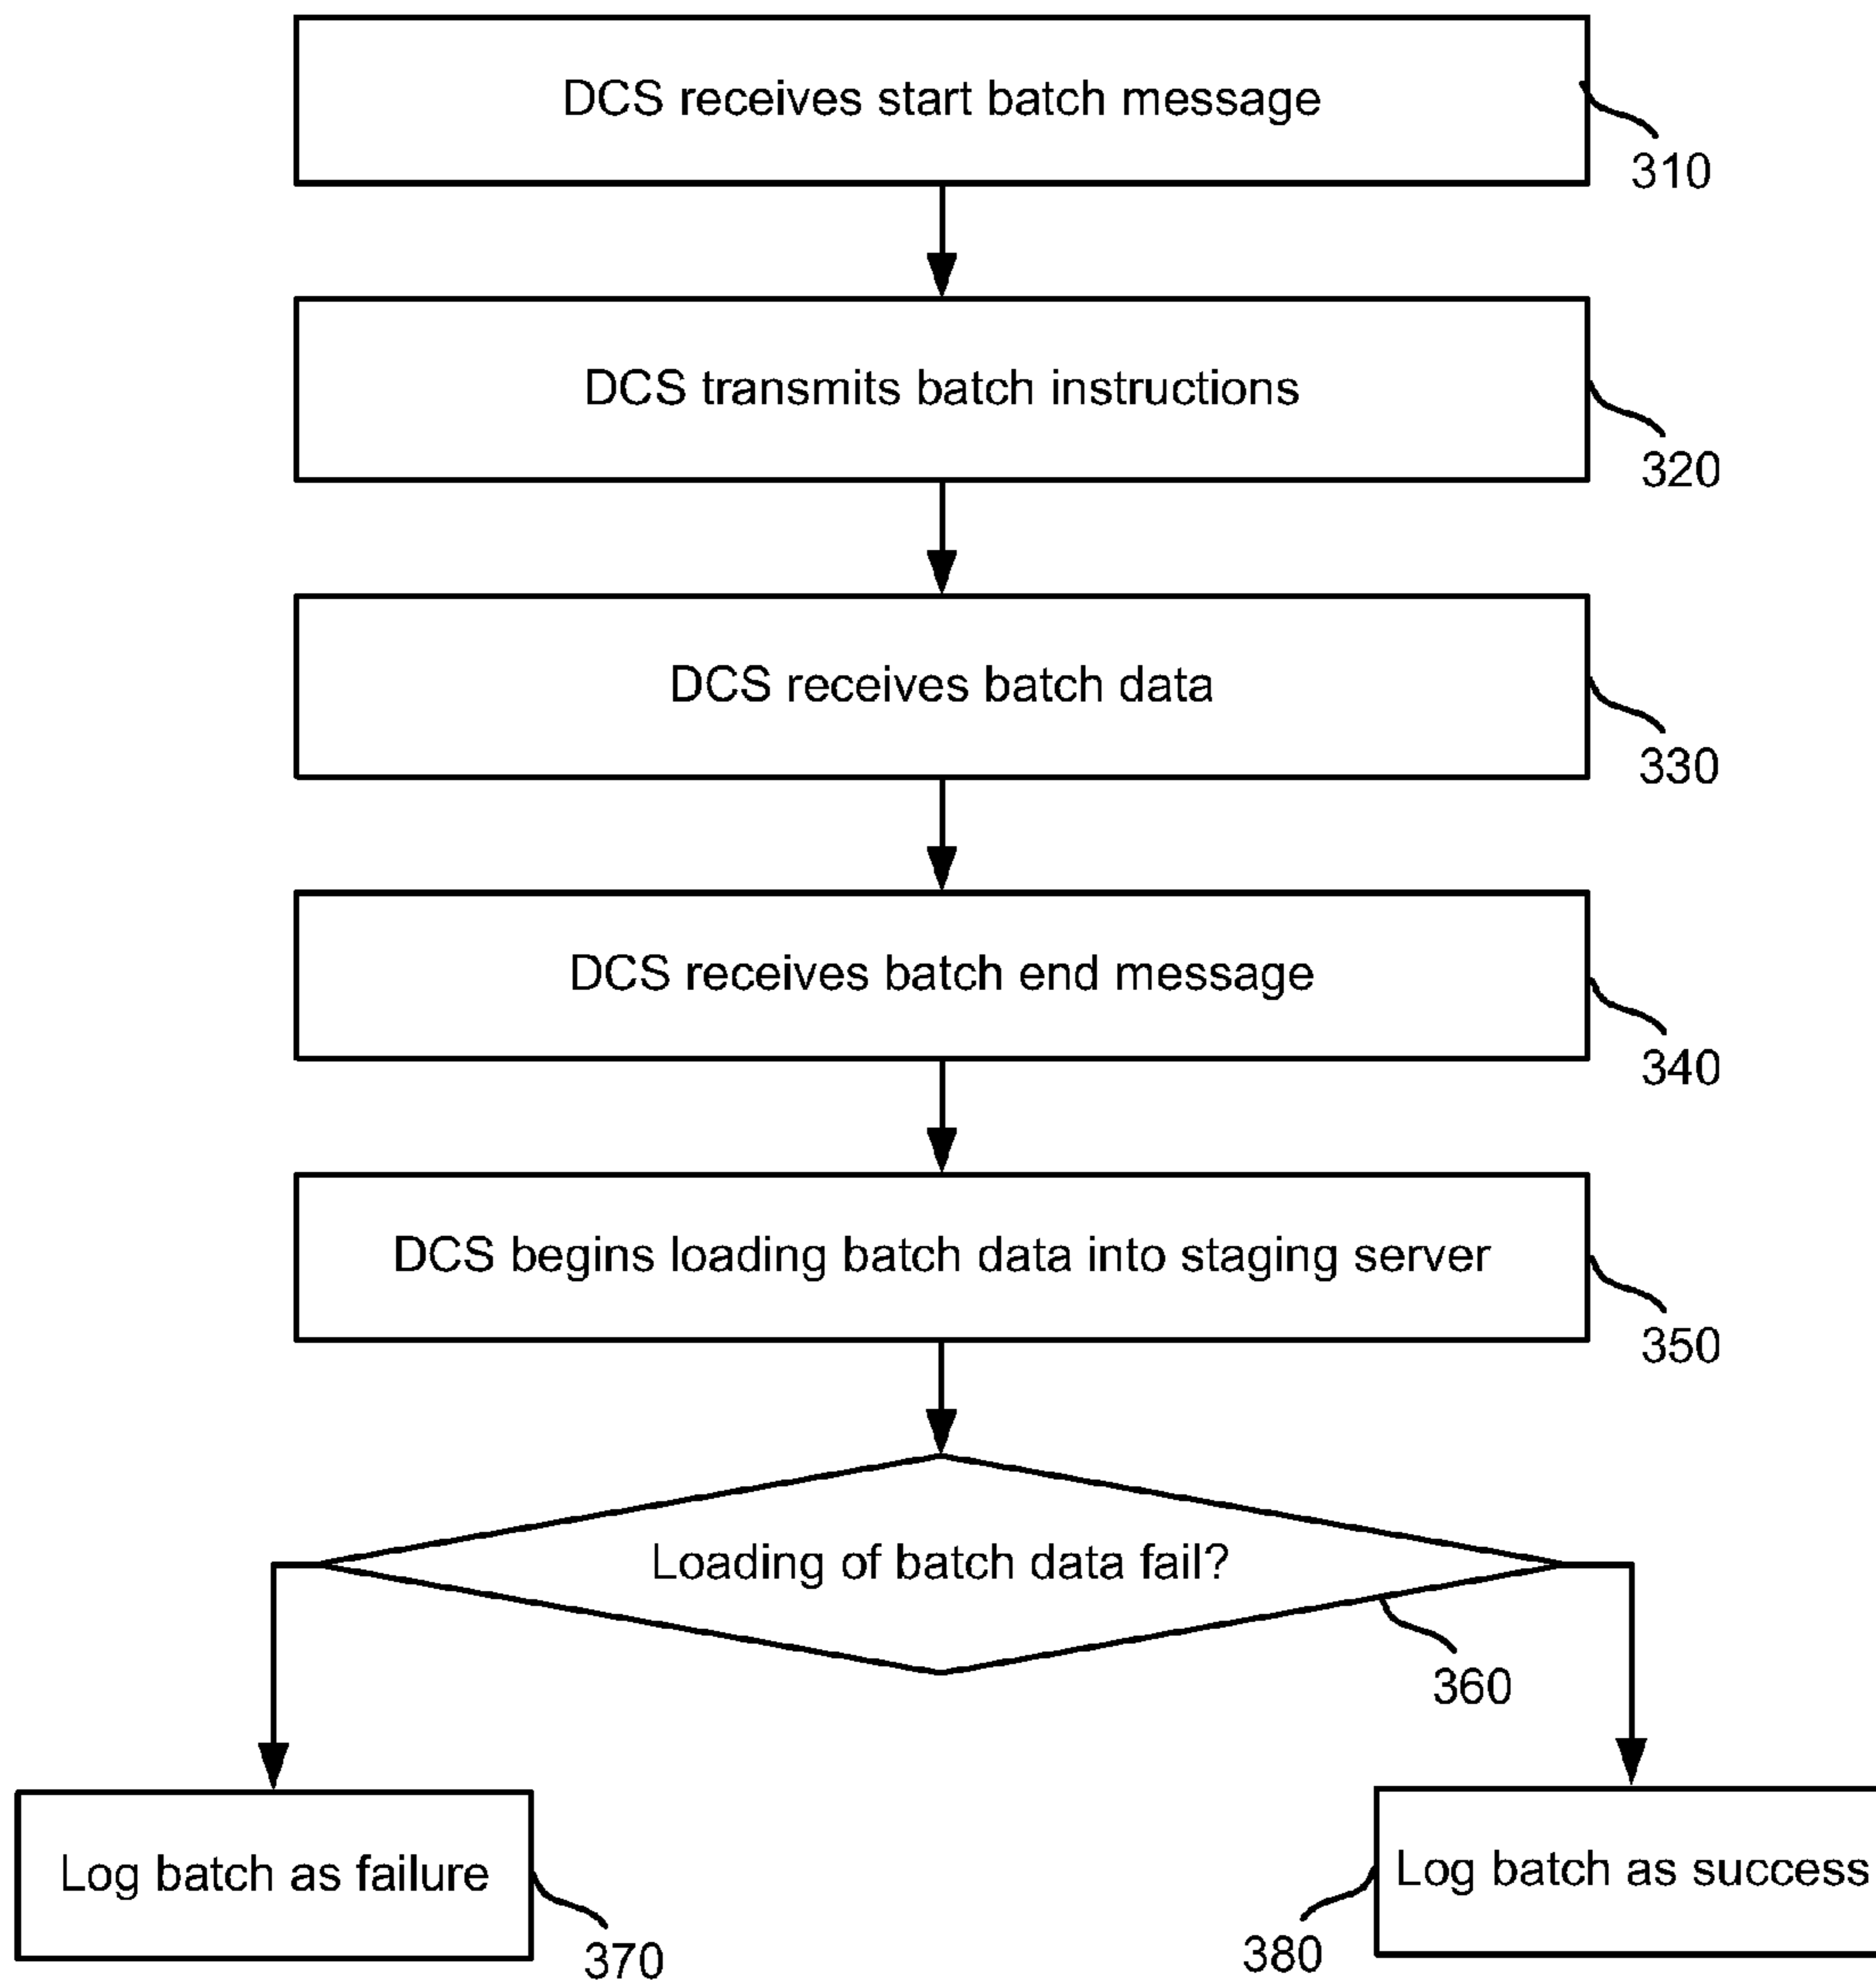 DCS receives start batch message
310
DCS transmits batch instructions
320
DCS receives batch data
330
DCS receives batch end message
340
DCS begins loading batch data into staging server
350
Loading of batch data fail?
360
Log batch as failure
370
Log batch as success
380